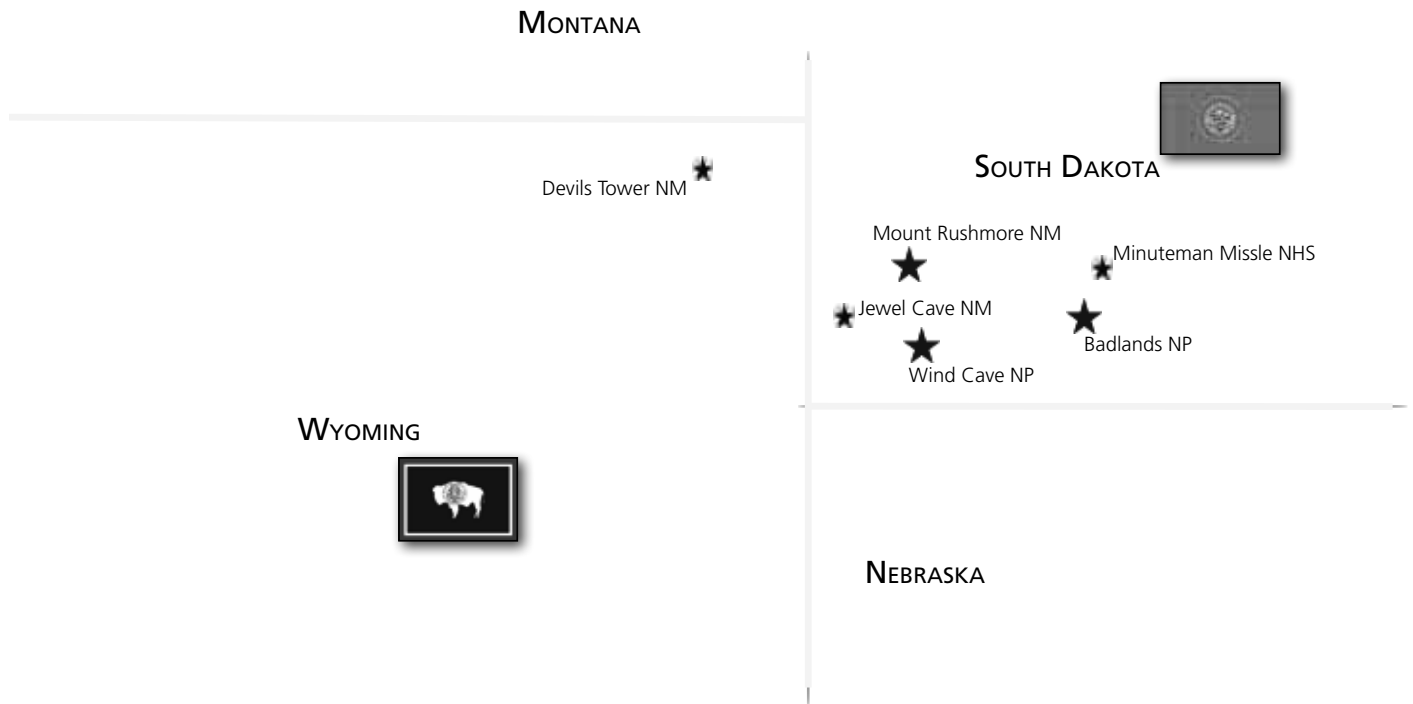 MONTANA
Devils Tower NM
SOUTH DAKOTA
Mount Rushmore NM
Minuteman Missle NHS
Jewel Cave NM
Badlands NP
Wind Cave NP
WYOMING
NEBRASKA